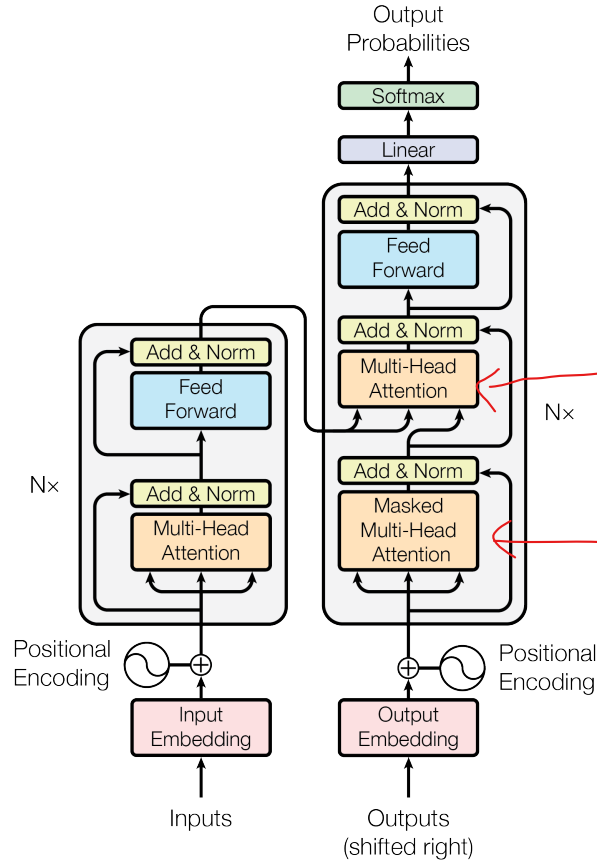 Output
Probabilities
Softmax
Linear
Add & Norm
Feed
Forward
Add & Norm
Multi-Head
Attention
Nx
Add & Norm
Masked
Multi-Head
Attention
Add & Norm
Feed
Forward
N×
Add & Norm
Multi-Head
Attention
Positional
Encoding
Positional
Encoding
Input
Embedding
Output
Embedding
Inputs
Outputs
(shifted right)